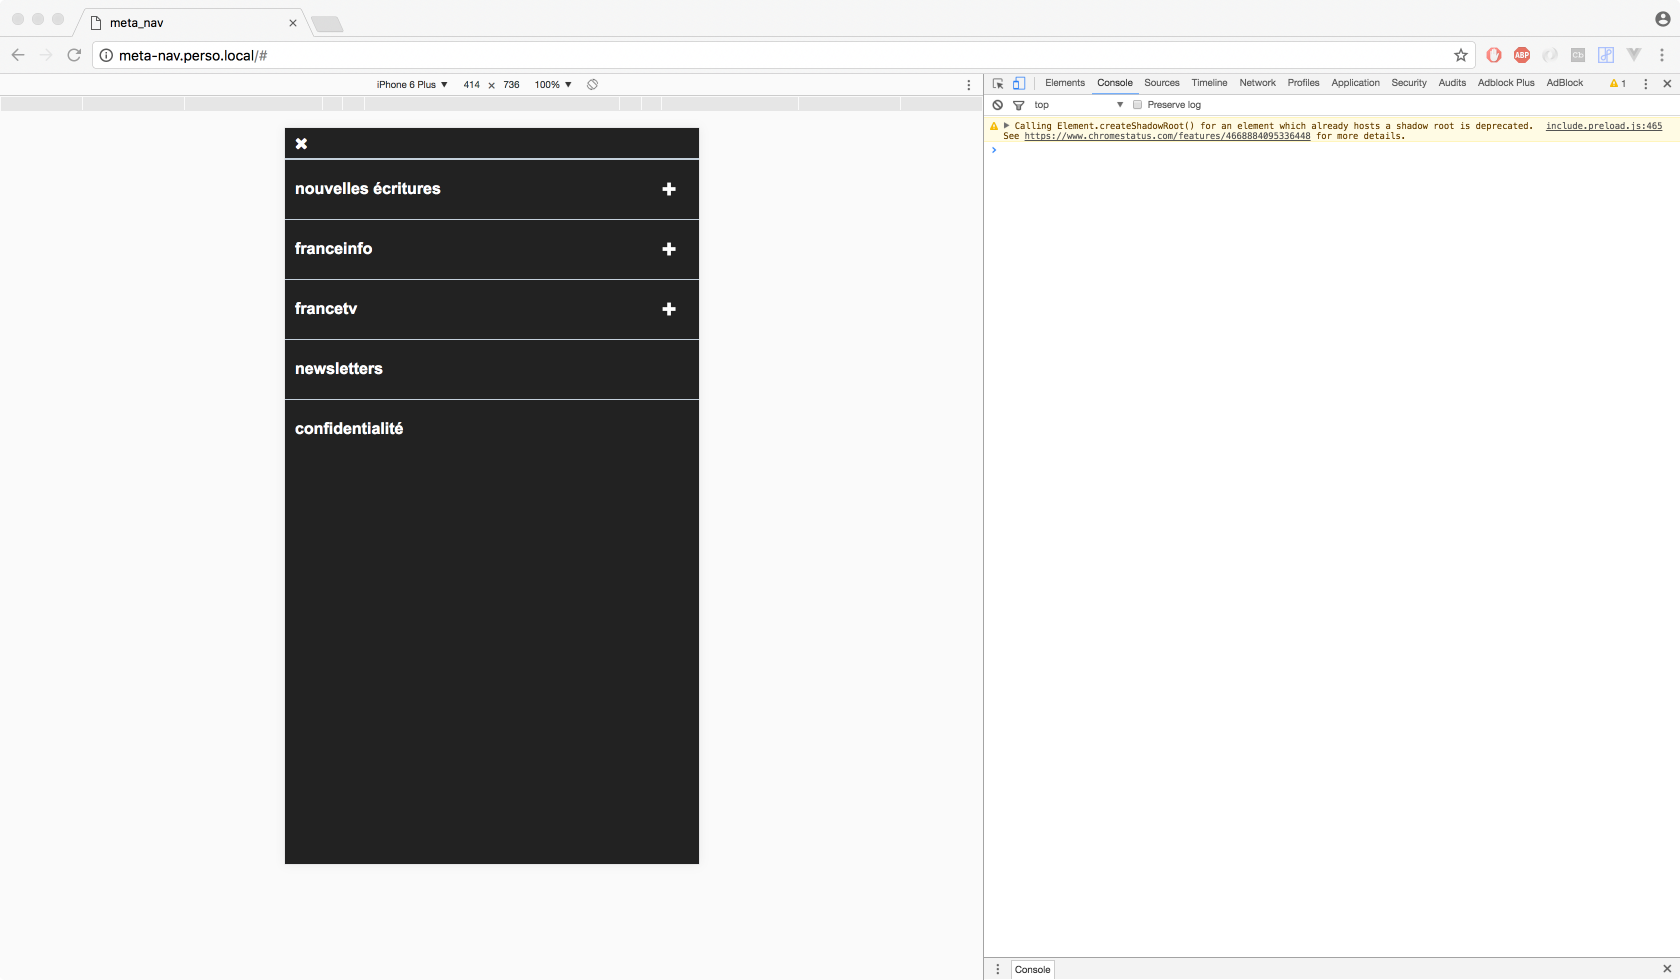 meta_nav
meta-nav.perso.local/#
ABP
cb
iPhone 6 Plus ▼ 414 × 736 100% ▼
Elements Console Sources Timeline Network Profiles Application Security Audits Adblock Plus AdBlock 1
top ▼ Preserve log
Calling Element.createShadowRoot() for an element which already hosts a shadow root is deprecated. include.preload.js:465
See https://www.chromestatus.com/features/4668884095336448 for more details.
nouvelles écritures
franceinfo
francetv
newsletters
confidentialité
Console